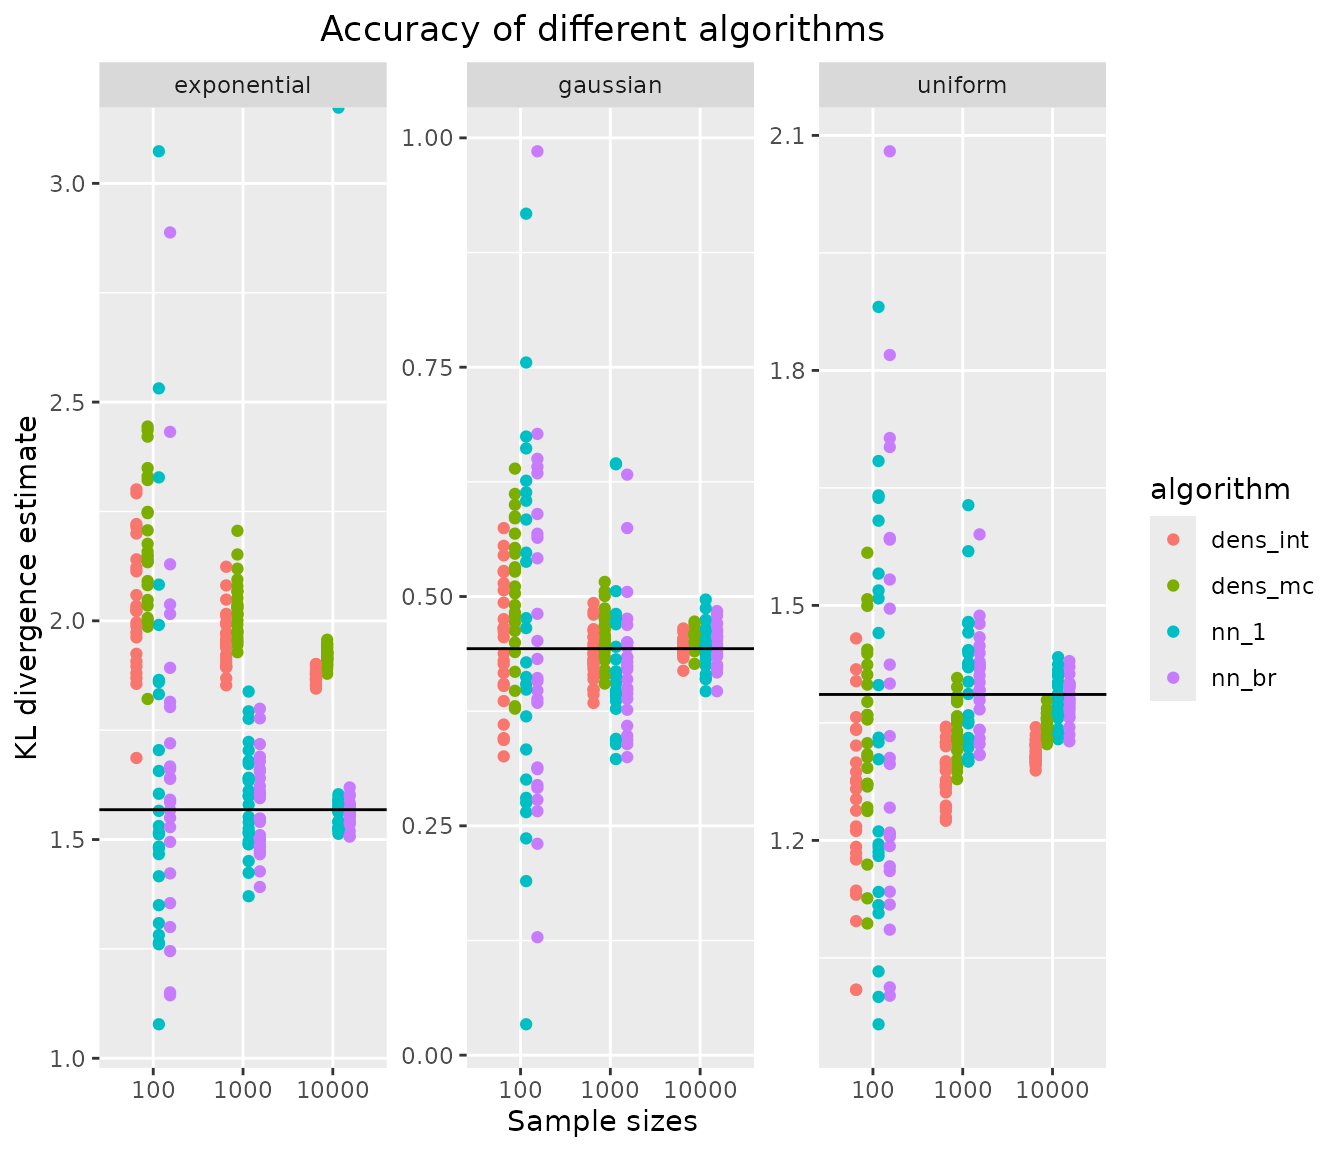 Accuracy of different algorithms
exponential
gaussian
uniform
KL divergence estimate
3.0
2.5
2.0
1.5
1.0
1.00
0.75
0.50
0.25
0.00
2.1
1.8
1.5
1.2
100 1000 10000
100 1000 10000
100 1000 10000
Sample sizes
algorithm
dens_int
dens_mc
nn_1
nn_br